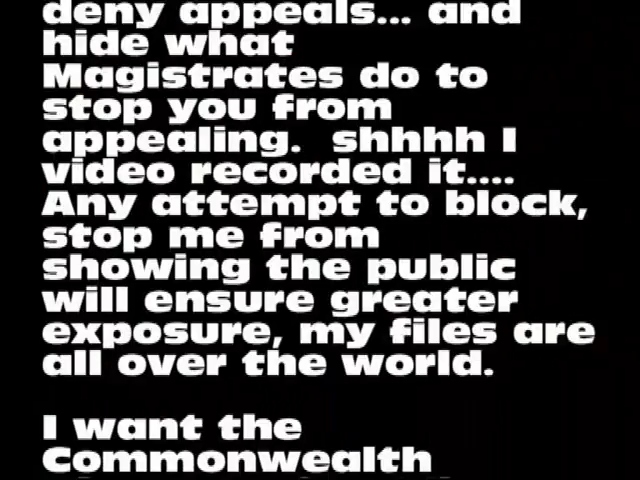 deny appeals... and
hide what
Magistrates do to
stop you from
appealing.  shhhh I
video recorded it....
Any attempt to block,
stop me from
showing the public
will ensure greater
exposure, my files are
all over the world.
I want the
Commonwealth